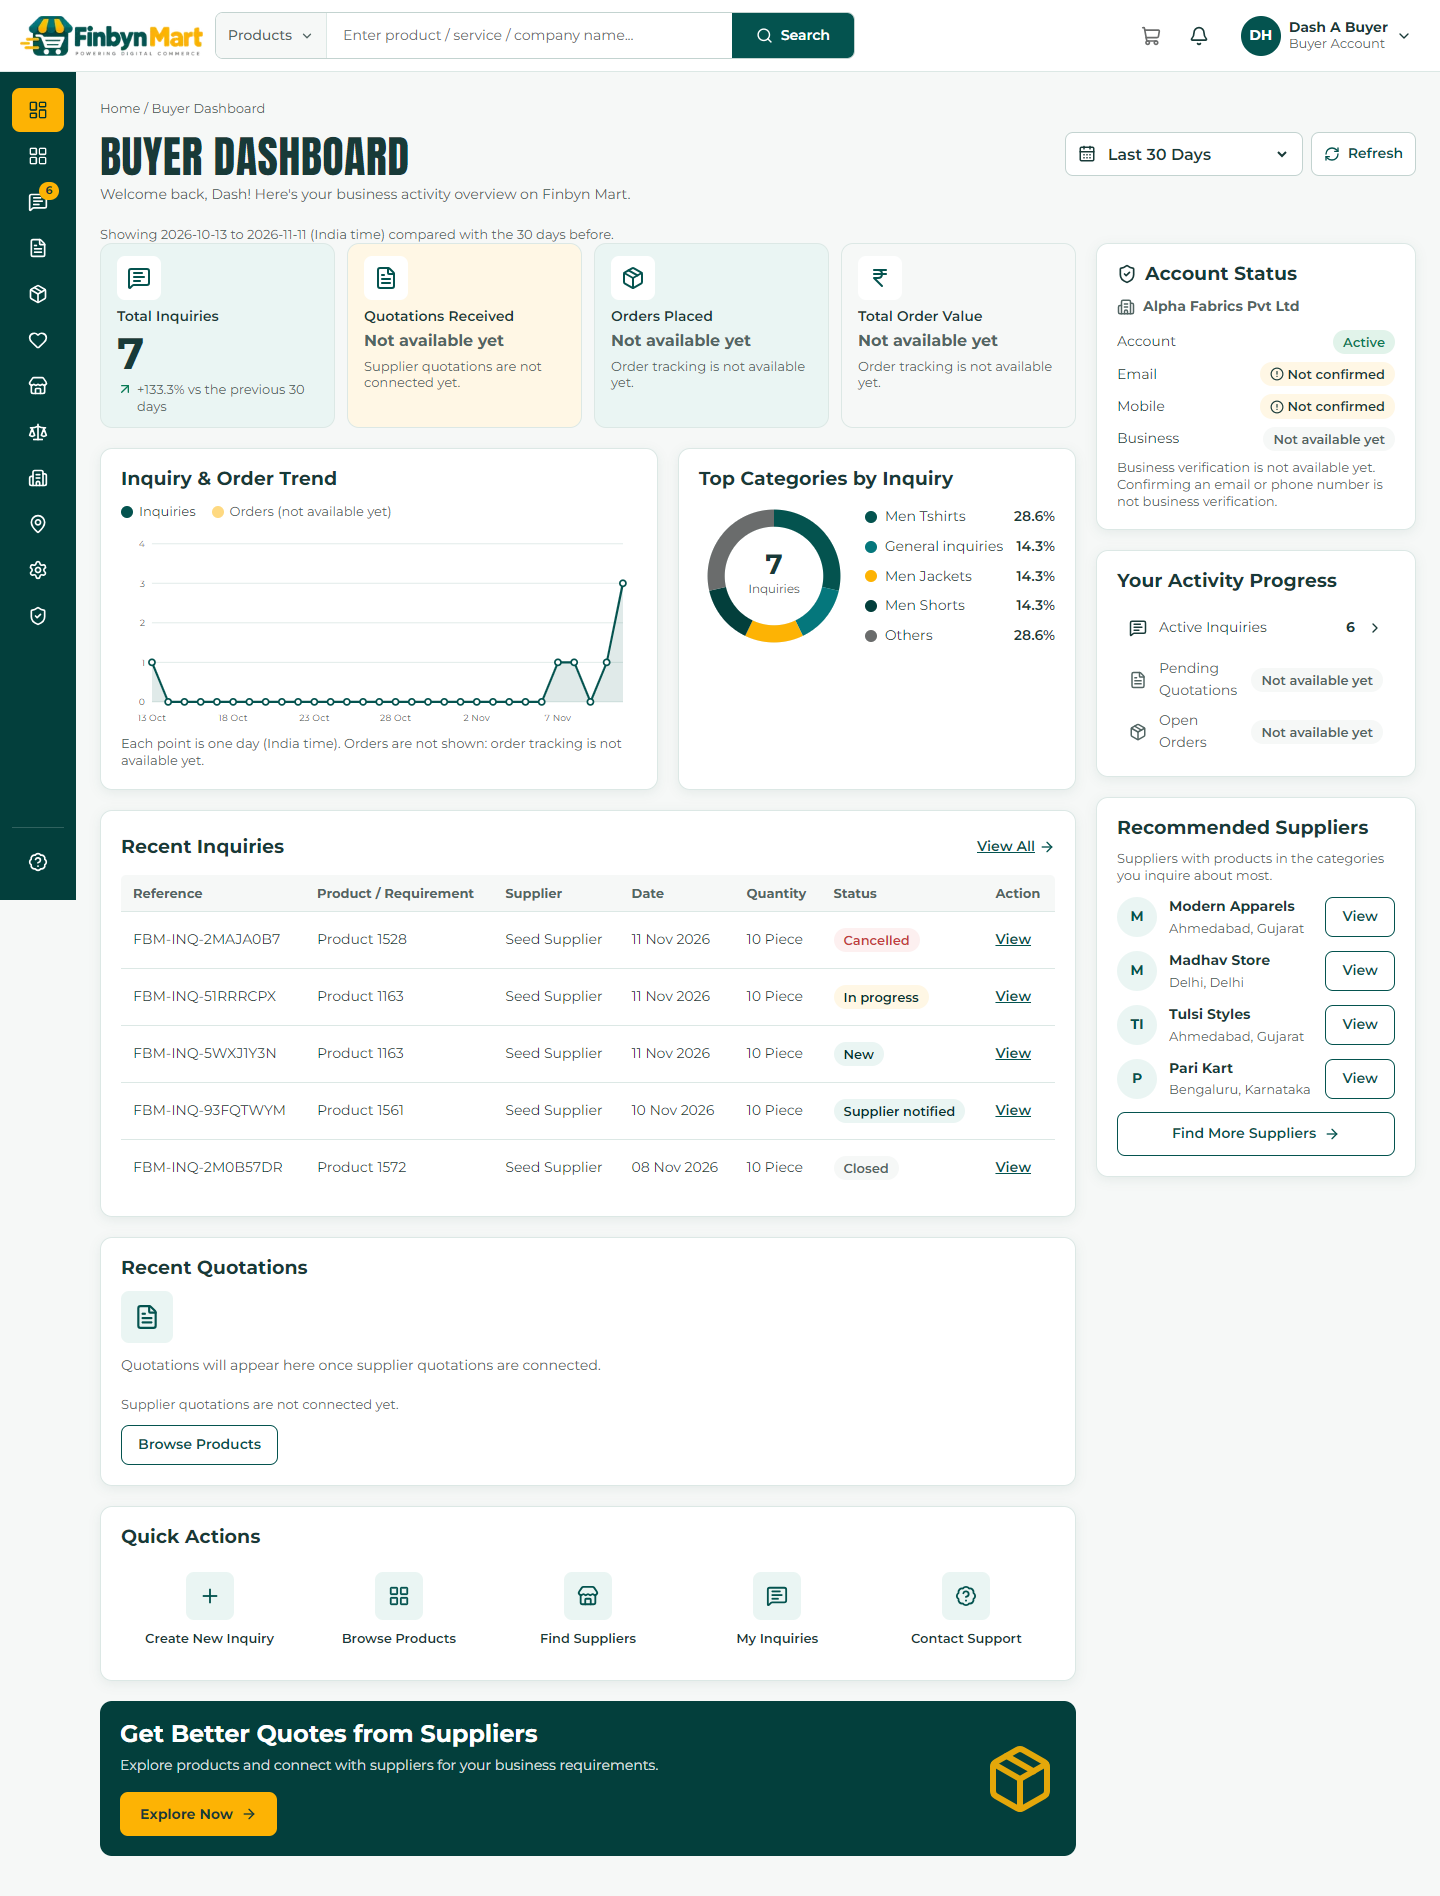 FinbynMart
POWERING DIGITAL COMMERCE
Products
Enter product / service / company name...
Search
DH
Dash A Buyer
Buyer Account
6
Home / Buyer Dashboard
BUYER DASHBOARD
Welcome back, Dash! Here's your business activity overview on Finbyn Mart.
Last 30 Days
Refresh
Showing 2026-10-13 to 2026-11-11 (India time) compared with the 30 days before.
Total Inquiries
7
+133.3% vs the previous 30
days
Quotations Received
Not available yet
Supplier quotations are not
connected yet.
Orders Placed
Not available yet
Order tracking is not available
yet.
Total Order Value
Not available yet
Order tracking is not available
yet.
Account Status
Alpha Fabrics Pvt Ltd
Account Active
Email Not confirmed
Mobile Not confirmed
Business Not available yet
Business verification is not available yet.
Confirming an email or phone number is
not business verification.
Inquiry & Order Trend
Inquiries Orders (not available yet)
4
3
2
1
0
13 Oct 18 Oct 23 Oct 28 Oct 2 Nov 7 Nov
Each point is one day (India time). Orders are not shown: order tracking is not
available yet.
Top Categories by Inquiry
7
Inquiries
Men Tshirts 28.6%
General inquiries 14.3%
Men Jackets 14.3%
Men Shorts 14.3%
Others 28.6%
Your Activity Progress
Active Inquiries 6
Pending
Quotations
Not available yet
Open
Orders
Not available yet
Recent Inquiries
View All
Reference Product / Requirement Supplier Date Quantity Status Action
FBM-INQ-2MAJA0B7 Product 1528 Seed Supplier 11 Nov 2026 10 Piece Cancelled View
FBM-INQ-51RRRCPX Product 1163 Seed Supplier 11 Nov 2026 10 Piece In progress View
FBM-INQ-5WXJ1Y3N Product 1163 Seed Supplier 11 Nov 2026 10 Piece New View
FBM-INQ-93FQTWYM Product 1561 Seed Supplier 10 Nov 2026 10 Piece Supplier notified View
FBM-INQ-2M0B57DR Product 1572 Seed Supplier 08 Nov 2026 10 Piece Closed View
Recommended Suppliers
Suppliers with products in the categories
you inquire about most.
M
Modern Apparels
Ahmedabad, Gujarat
View
M
Madhav Store
Delhi, Delhi
View
TI
Tulsi Styles
Ahmedabad, Gujarat
View
P
Pari Kart
Bengaluru, Karnataka
View
Find More Suppliers
Recent Quotations
Quotations will appear here once supplier quotations are connected.
Supplier quotations are not connected yet.
Browse Products
Quick Actions
Create New Inquiry
Browse Products
Find Suppliers
My Inquiries
Contact Support
Get Better Quotes from Suppliers
Explore products and connect with suppliers for your business requirements.
Explore Now